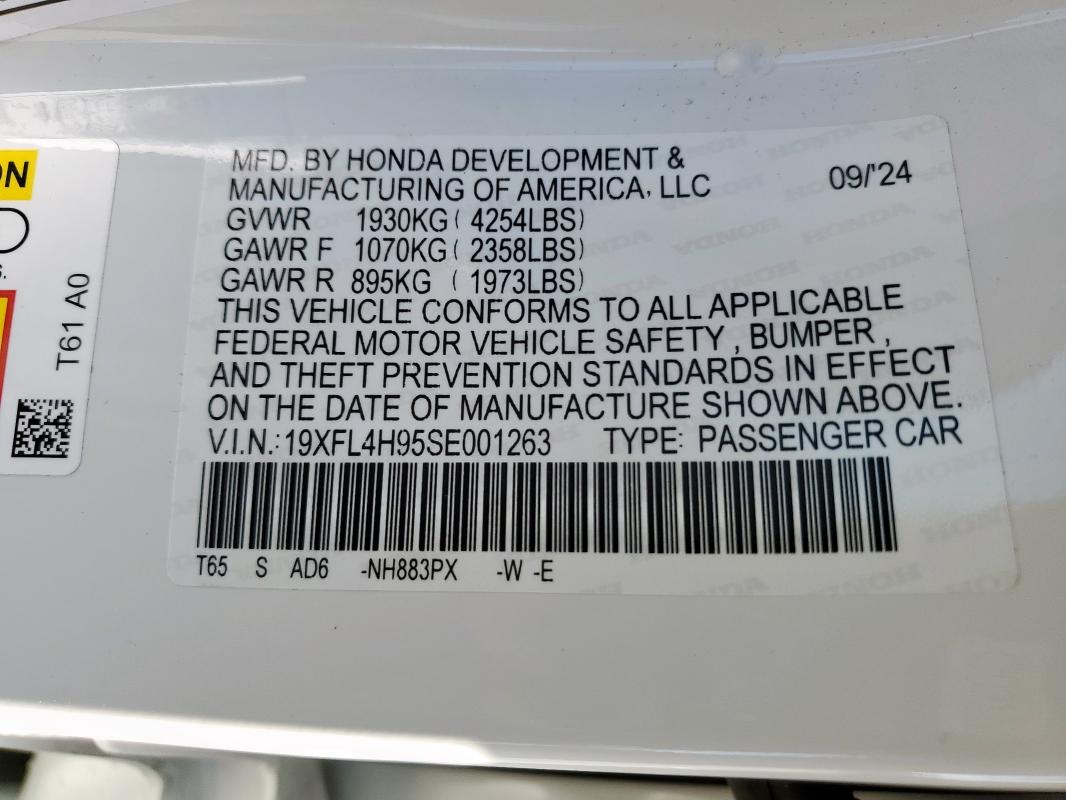 MFD. BY HONDA DEVELOPMENT &
MANUFACTURING OF AMERICA, LLC
09/'24
GVWR 1930KG ( 4254LBS)
GAWR F 1070KG ( 2358LBS)
GAWR R 895KG ( 1973LBS)
THIS VEHICLE CONFORMS TO ALL APPLICABLE
FEDERAL MOTOR VEHICLE SAFETY , BUMPER ,
AND THEFT PREVENTION STANDARDS IN EFFECT
ON THE DATE OF MANUFACTURE SHOWN ABOVE.
V.I.N.:19XFL4H95SE001263 TYPE: PASSENGER CAR
T65 S AD6 -NH883PX -W -E
T61 A0